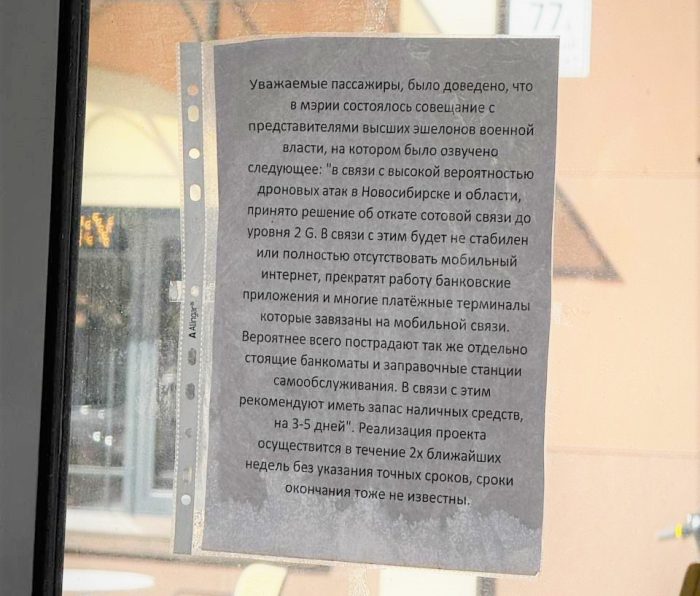 77
Уважаемые пассажиры, было доведено, что
в мэрии состоялось совещание с
представителями высших эшелонов военной
власти, на котором было озвучено
следующее: "в связи с высокой вероятностью
дроновых атак в Новосибирске и области,
принято решение об откате сотовой связи до
уровня 2 G. В связи с этим будет не стабилен
или полностью отсутствовать мобильный
интернет, прекратят работу банковские
приложения и многие платёжные терминалы
которые завязаны на мобильной связи.
Вероятнее всего пострадают так же отдельно
стоящие банкоматы и заправочные станции
самообслуживания. В связи с этим
рекомендуют иметь запас наличных средств,
на 3-5 дней". Реализация проекта
осуществится в течение 2х ближайших
недель без указания точных сроков, сроки
окончания тоже не известны.
Alingar